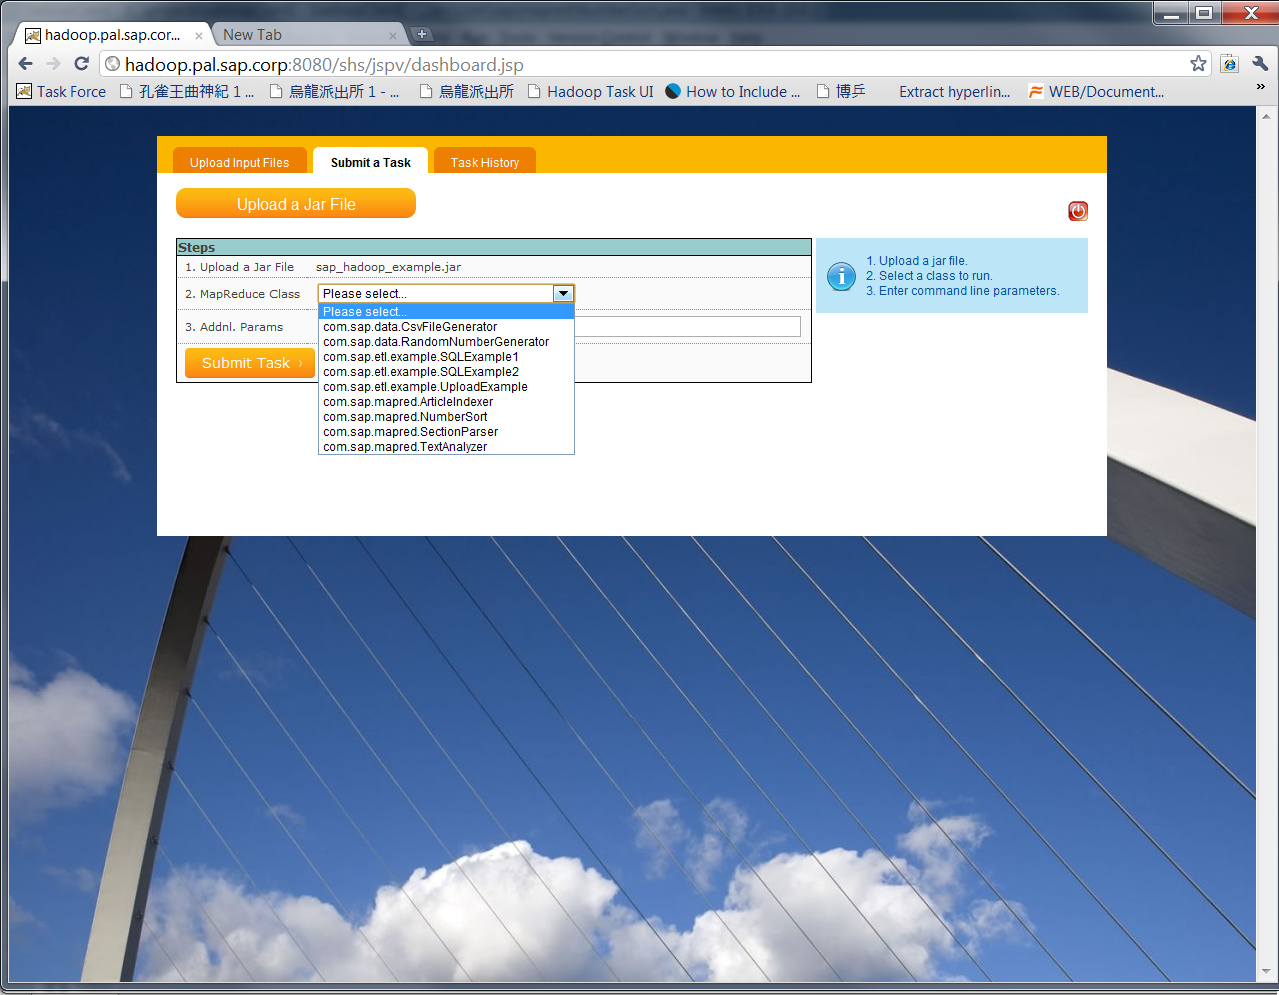 hadoop.pal.sap.cor...
New Tab
hadoop.pal.sap.corp:8080/shs/jspv/dashboard.jsp
Task Force
孔雀王曲神紀 1 ...
烏龍派出所 1 - ...
烏龍派出所
Hadoop Task UI
How to Include ...
博乒
Extract hyperlin...
WEB/Document...
»
Upload Input Files
Submit a Task
Task History
Upload a Jar File
Steps
1. Upload a Jar File
sap_hadoop_example.jar
2. MapReduce Class
Please select...
Please select...
com.sap.data.CsvFileGenerator
com.sap.data.RandomNumberGenerator
com.sap.etl.example.SQLExample1
com.sap.etl.example.SQLExample2
com.sap.etl.example.UploadExample
com.sap.mapred.ArticleIndexer
com.sap.mapred.NumberSort
com.sap.mapred.SectionParser
com.sap.mapred.TextAnalyzer
3. Addnl. Params
Submit Task ›
1. Upload a jar file.
2. Select a class to run.
3. Enter command line parameters.